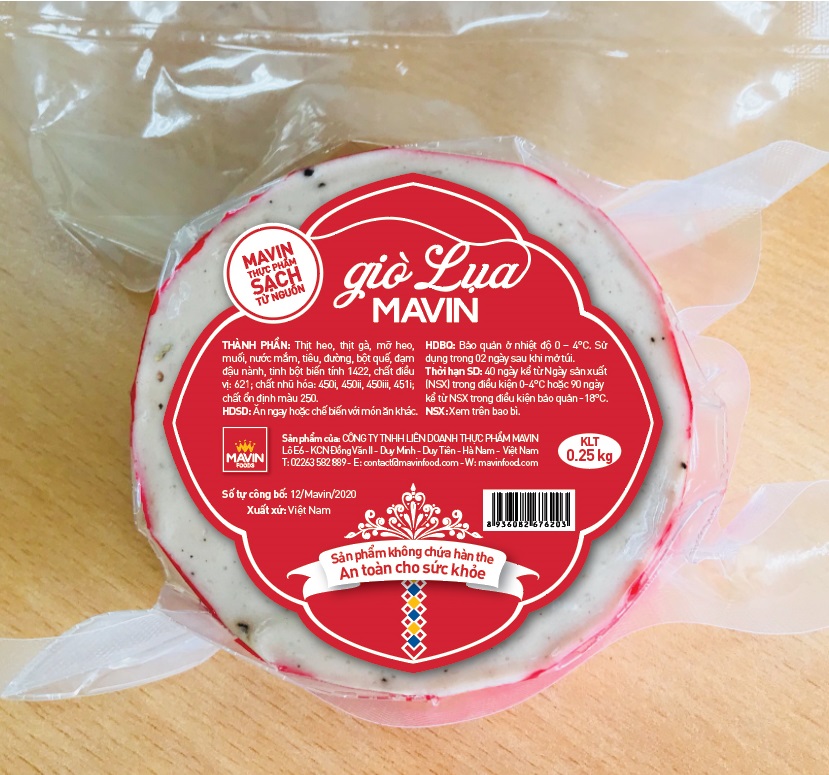 MAVIN
THỰC PHẨM
SẠCH
TỪ NGUỒN
giò Lụa
MAVIN
THÀNH PHẦN: Thịt heo, thịt gà, mỡ heo,
muối, nước mắm, tiêu, đường, bột quế, đạm
đậu nành, tinh bột biến tính 1422, chất điều
vị: 621; chất nhũ hóa: 450i, 450ii, 450iii, 451i;
chất ổn định màu 250.
HDSD: Ăn ngay hoặc chế biến với món ăn khác.
HDBQ: Bảo quản ở nhiệt độ 0 – 4°C. Sử
dụng trong 02 ngày sau khi mở túi.
Thời hạn SD: 40 ngày kể từ Ngày sản xuất
(NSX) trong điều kiện 0-4°C hoặc 90 ngày
kể từ NSX trong điều kiện bảo quản -18°C.
NSX: Xem trên bao bì.
MAVIN
FOODS
Sản phẩm của: CÔNG TY TNHH LIÊN DOANH THỰC PHẨM MAVIN
Lô E6 - KCN Đồng Văn II - Duy Minh - Duy Tiên - Hà Nam - Việt Nam
T: 02263 582 889 - E: contact@mavinfood.com - W: mavinfood.com
KLT
0.25 kg
Số tự công bố: 12/Mavin/2020
Xuất xứ: Việt Nam
8 936082 676203
Sản phẩm không chứa hàn the
An toàn cho sức khỏe